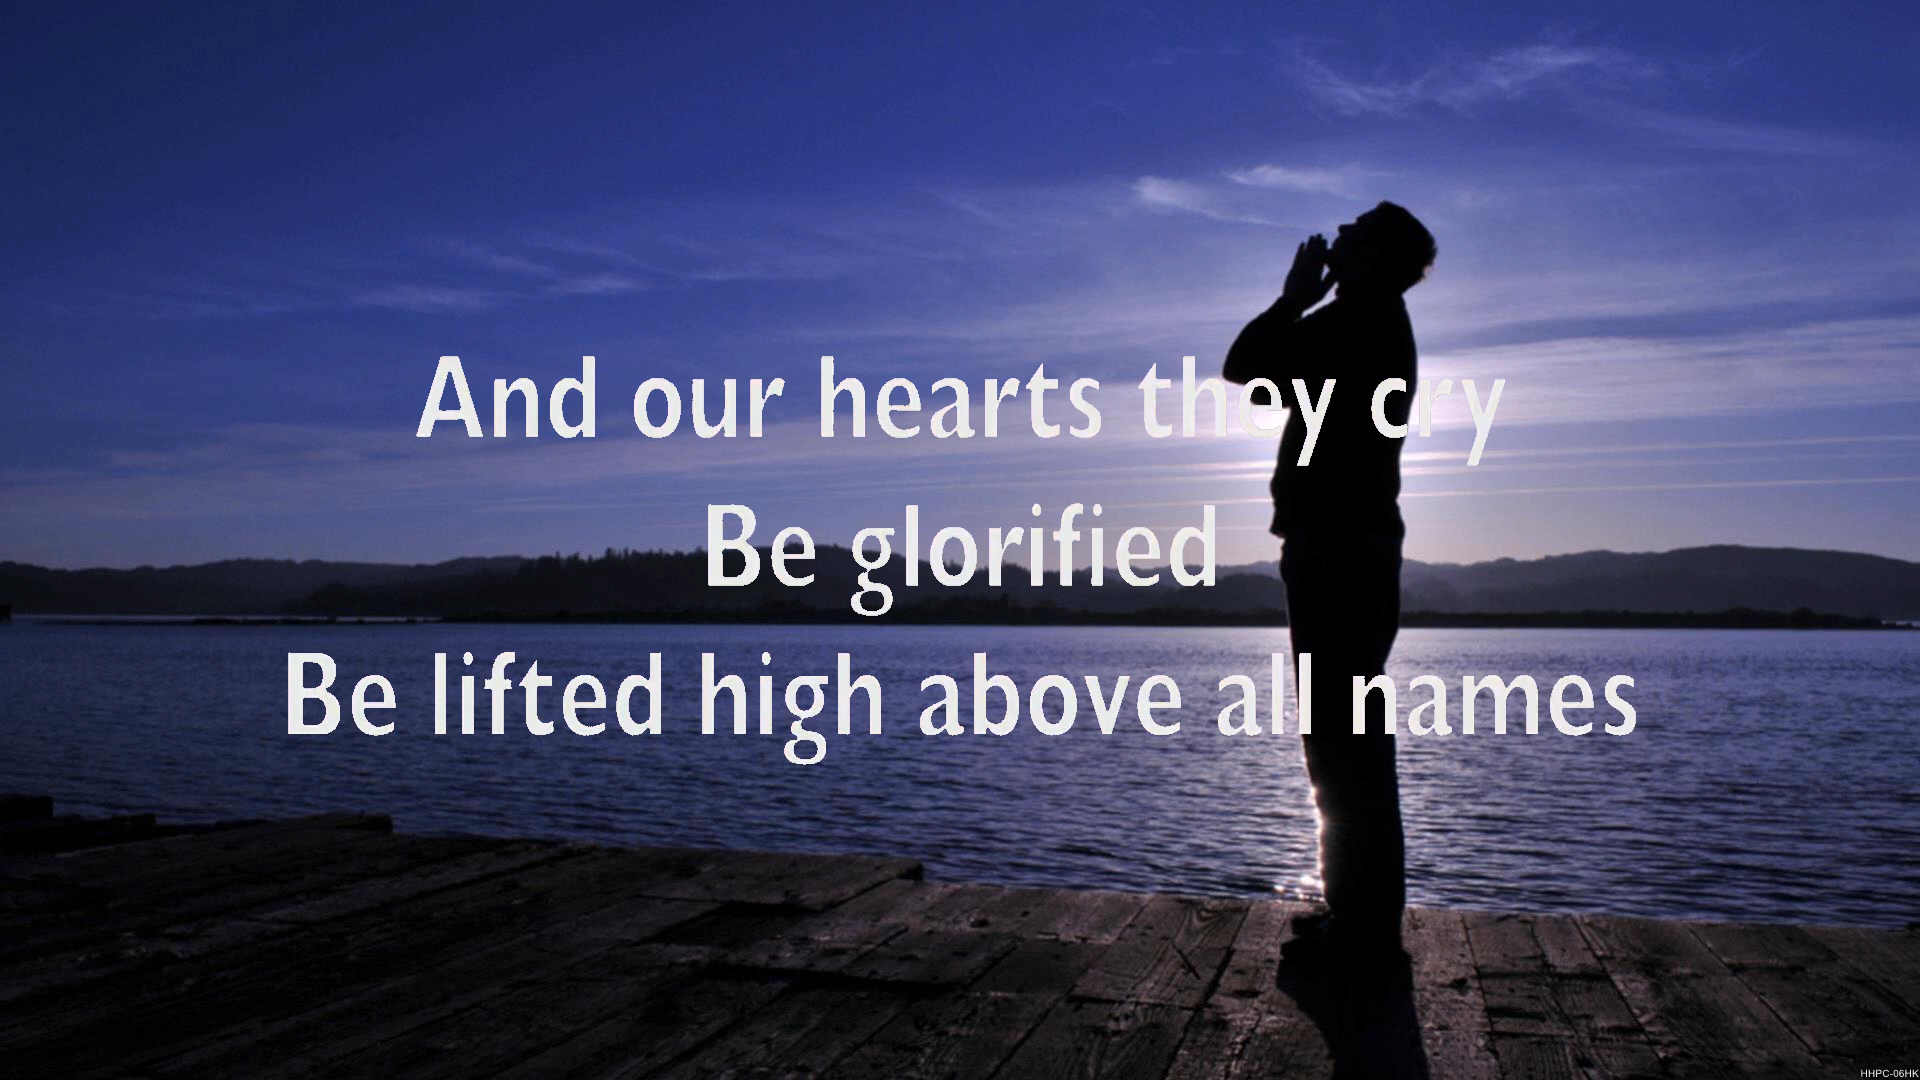 And our hearts they cry
Be glorified
Be lifted high above all names
HHPC-06HK